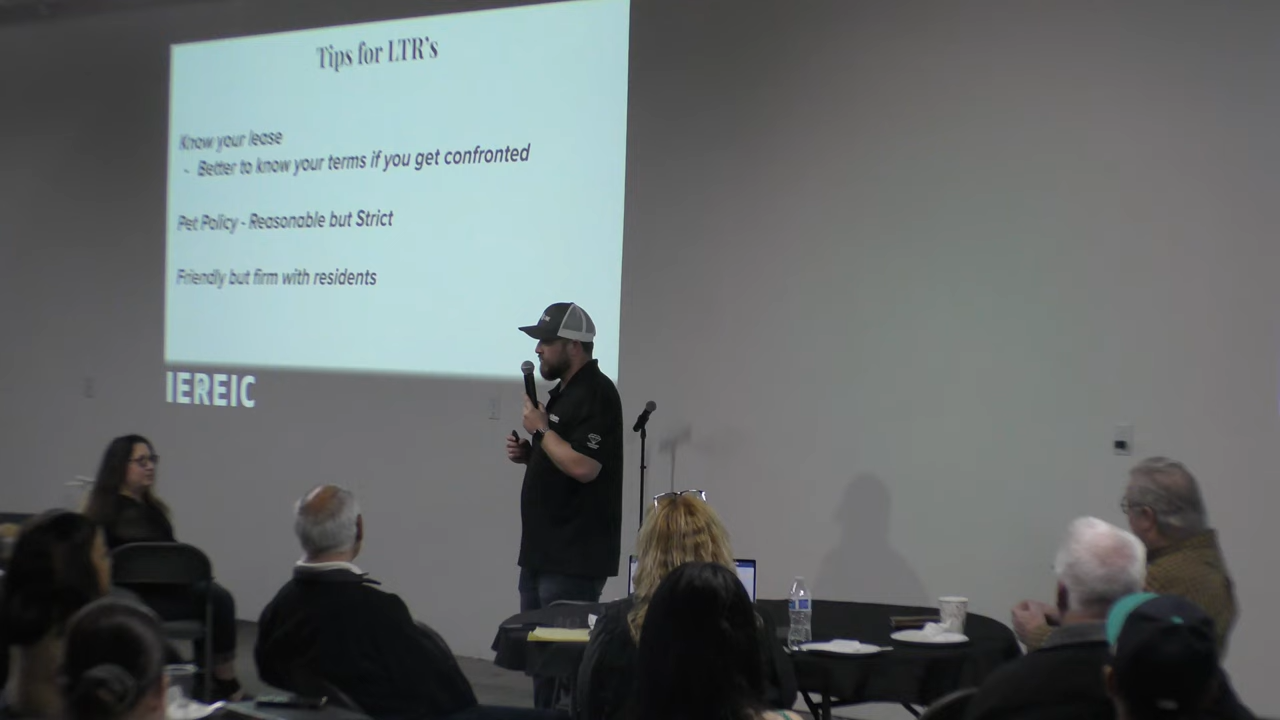 Tips for LTR's
Know your lease
- Better to know your terms if you get confronted
Pet Policy - Reasonable but Strict
Friendly but firm with residents
IEREIC